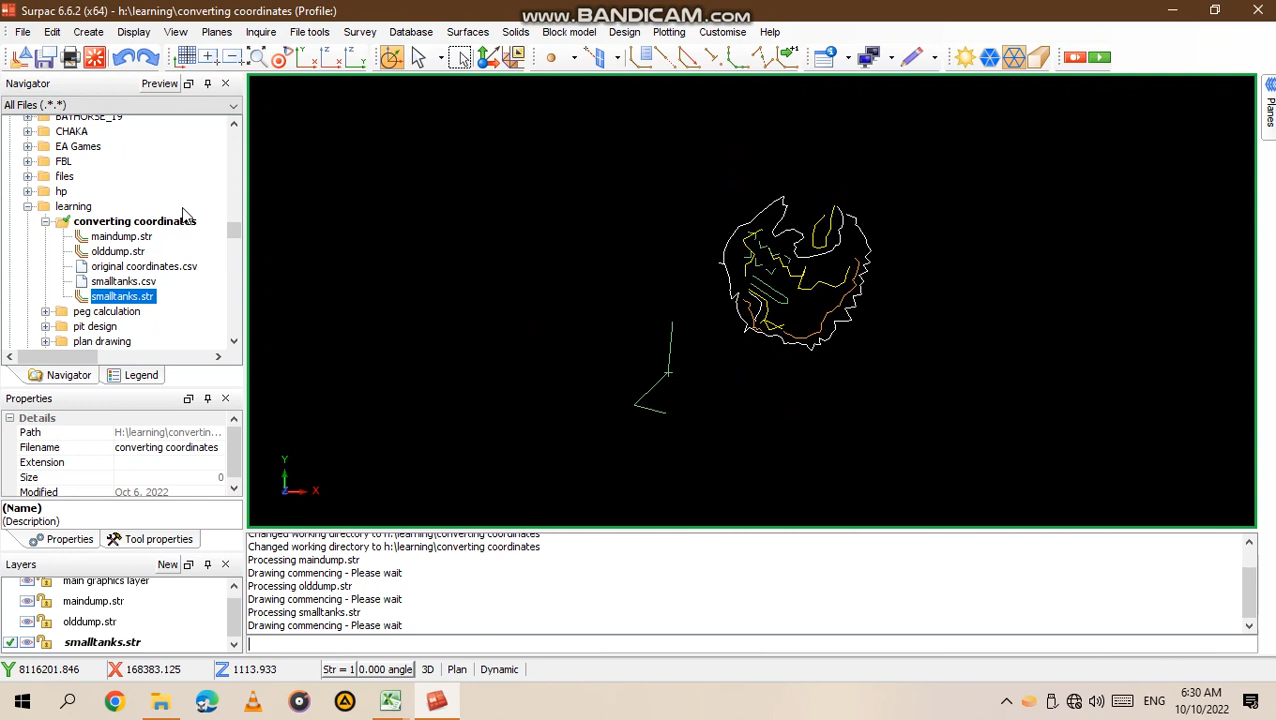 Surpac 6.6.2 (x64) - h:\learning\converting coordinates (Profile:)
www.BANDICAM.com
File Edit Create Display View Planes Inquire File tools Survey Database Surfaces Solids Block model Design Plotting Customise Help
Navigator Preview
All Files (.*.*)
BATHORSE_19
CHAKA
EA Games
FBL
files
hp
learning
converting coordinates
maindump.str
olddump.str
original coordinates.csv
smalltanks.csv
smalltanks.str
peg calculation
pit design
plan drawing
Navigator Legend
Properties
Details
Path H:\learning\convertin...
Filename converting coordinates
Extension
Size 0
Modified Oct 6, 2022
(Name)
(Description)
Properties Tool properties
Layers New
main graphics layer
maindump.str
olddump.str
smalltanks.str
Planes
Y
Z X
Changed working directory to h:\learning\converting coordinates
Changed working directory to h:\learning\converting coordinates
Processing maindump.str
Drawing commencing - Please wait
Processing olddump.str
Drawing commencing - Please wait
Processing smalltanks.str
Drawing commencing - Please wait
Y 8116201.846 X 168383.125 Z 1113.933 Str = 1 0.000 angle 3D Plan Dynamic
ENG
6:30 AM
10/10/2022